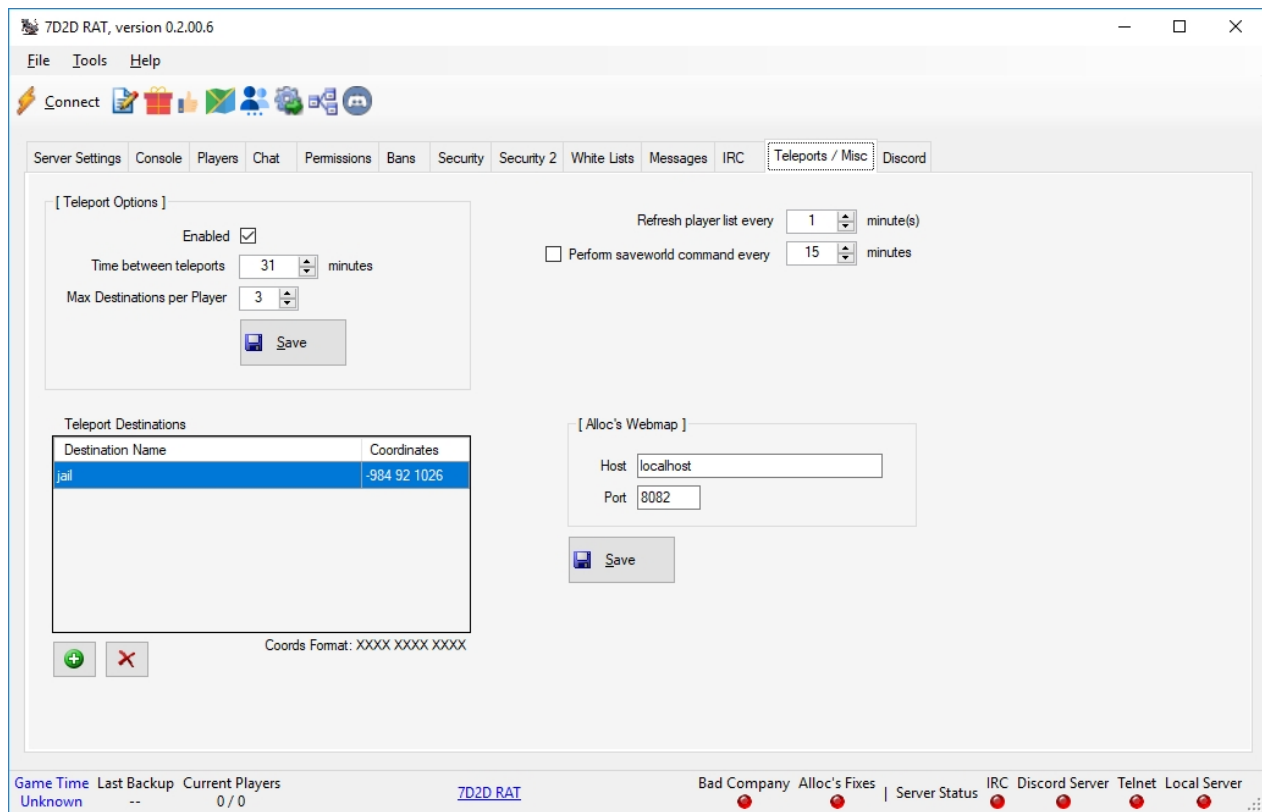 7D2D RAT, version 0.2.00.6
File Tools Help
Connect
Server Settings Console Players Chat Permissions Bans Security Security 2 White Lists Messages IRC Teleports / Misc Discord
[ Teleport Options ]
Enabled
Time between teleports 31 minutes
Max Destinations per Player 3
Save
Refresh player list every 1 minute(s)
Perform saveworld command every 15 minutes
Teleport Destinations
Destination Name Coordinates
jail -984 92 1026
Coords Format: XXXX XXXX XXXX
[ Alloc's Webmap ]
Host localhost
Port 8082
Save
Game Time Last Backup Current Players
Unknown -- 0 / 0
7D2D RAT
Bad Company Alloc's Fixes | Server Status IRC Discord Server Telnet Local Server